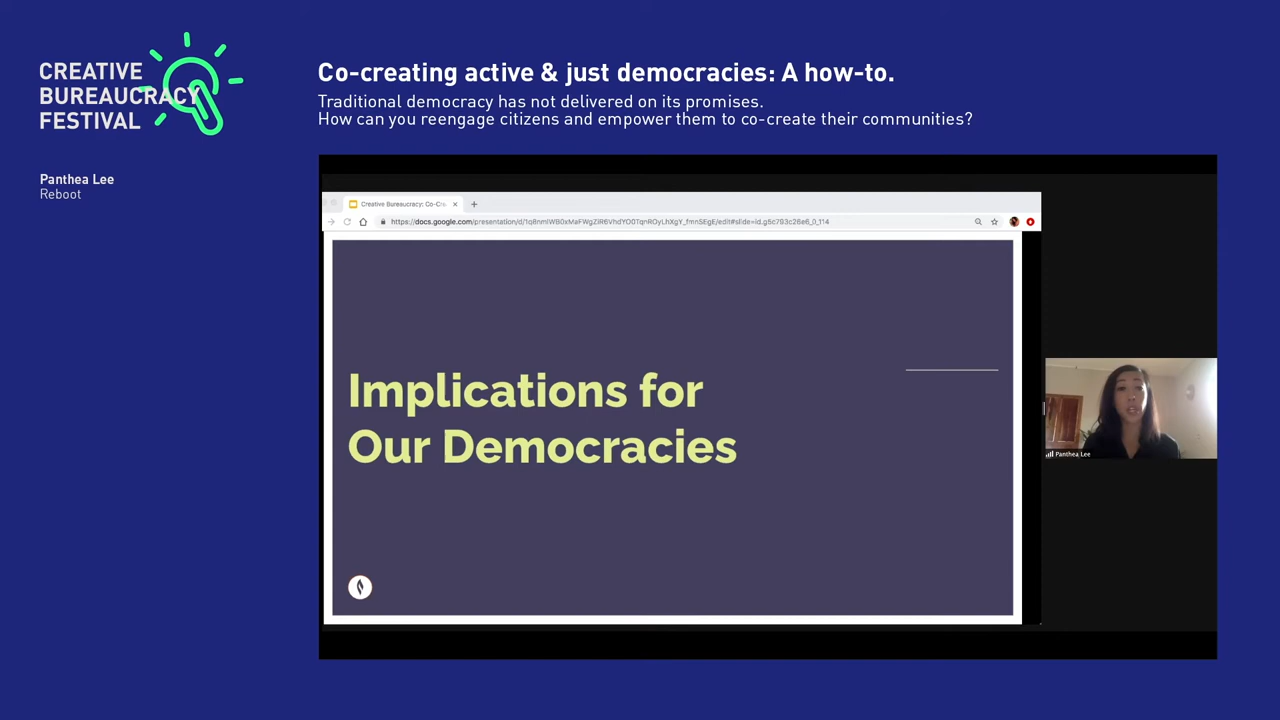 CREATIVE
BUREAUCRACY
FESTIVAL
Panthea Lee
Reboot
Co-creating active & just democracies: A how-to.
Traditional democracy has not delivered on its promises.
How can you reengage citizens and empower them to co-create their communities?
Creative Bureaucracy: Co-Cre
Implications for
Our Democracies
Panthea Lee